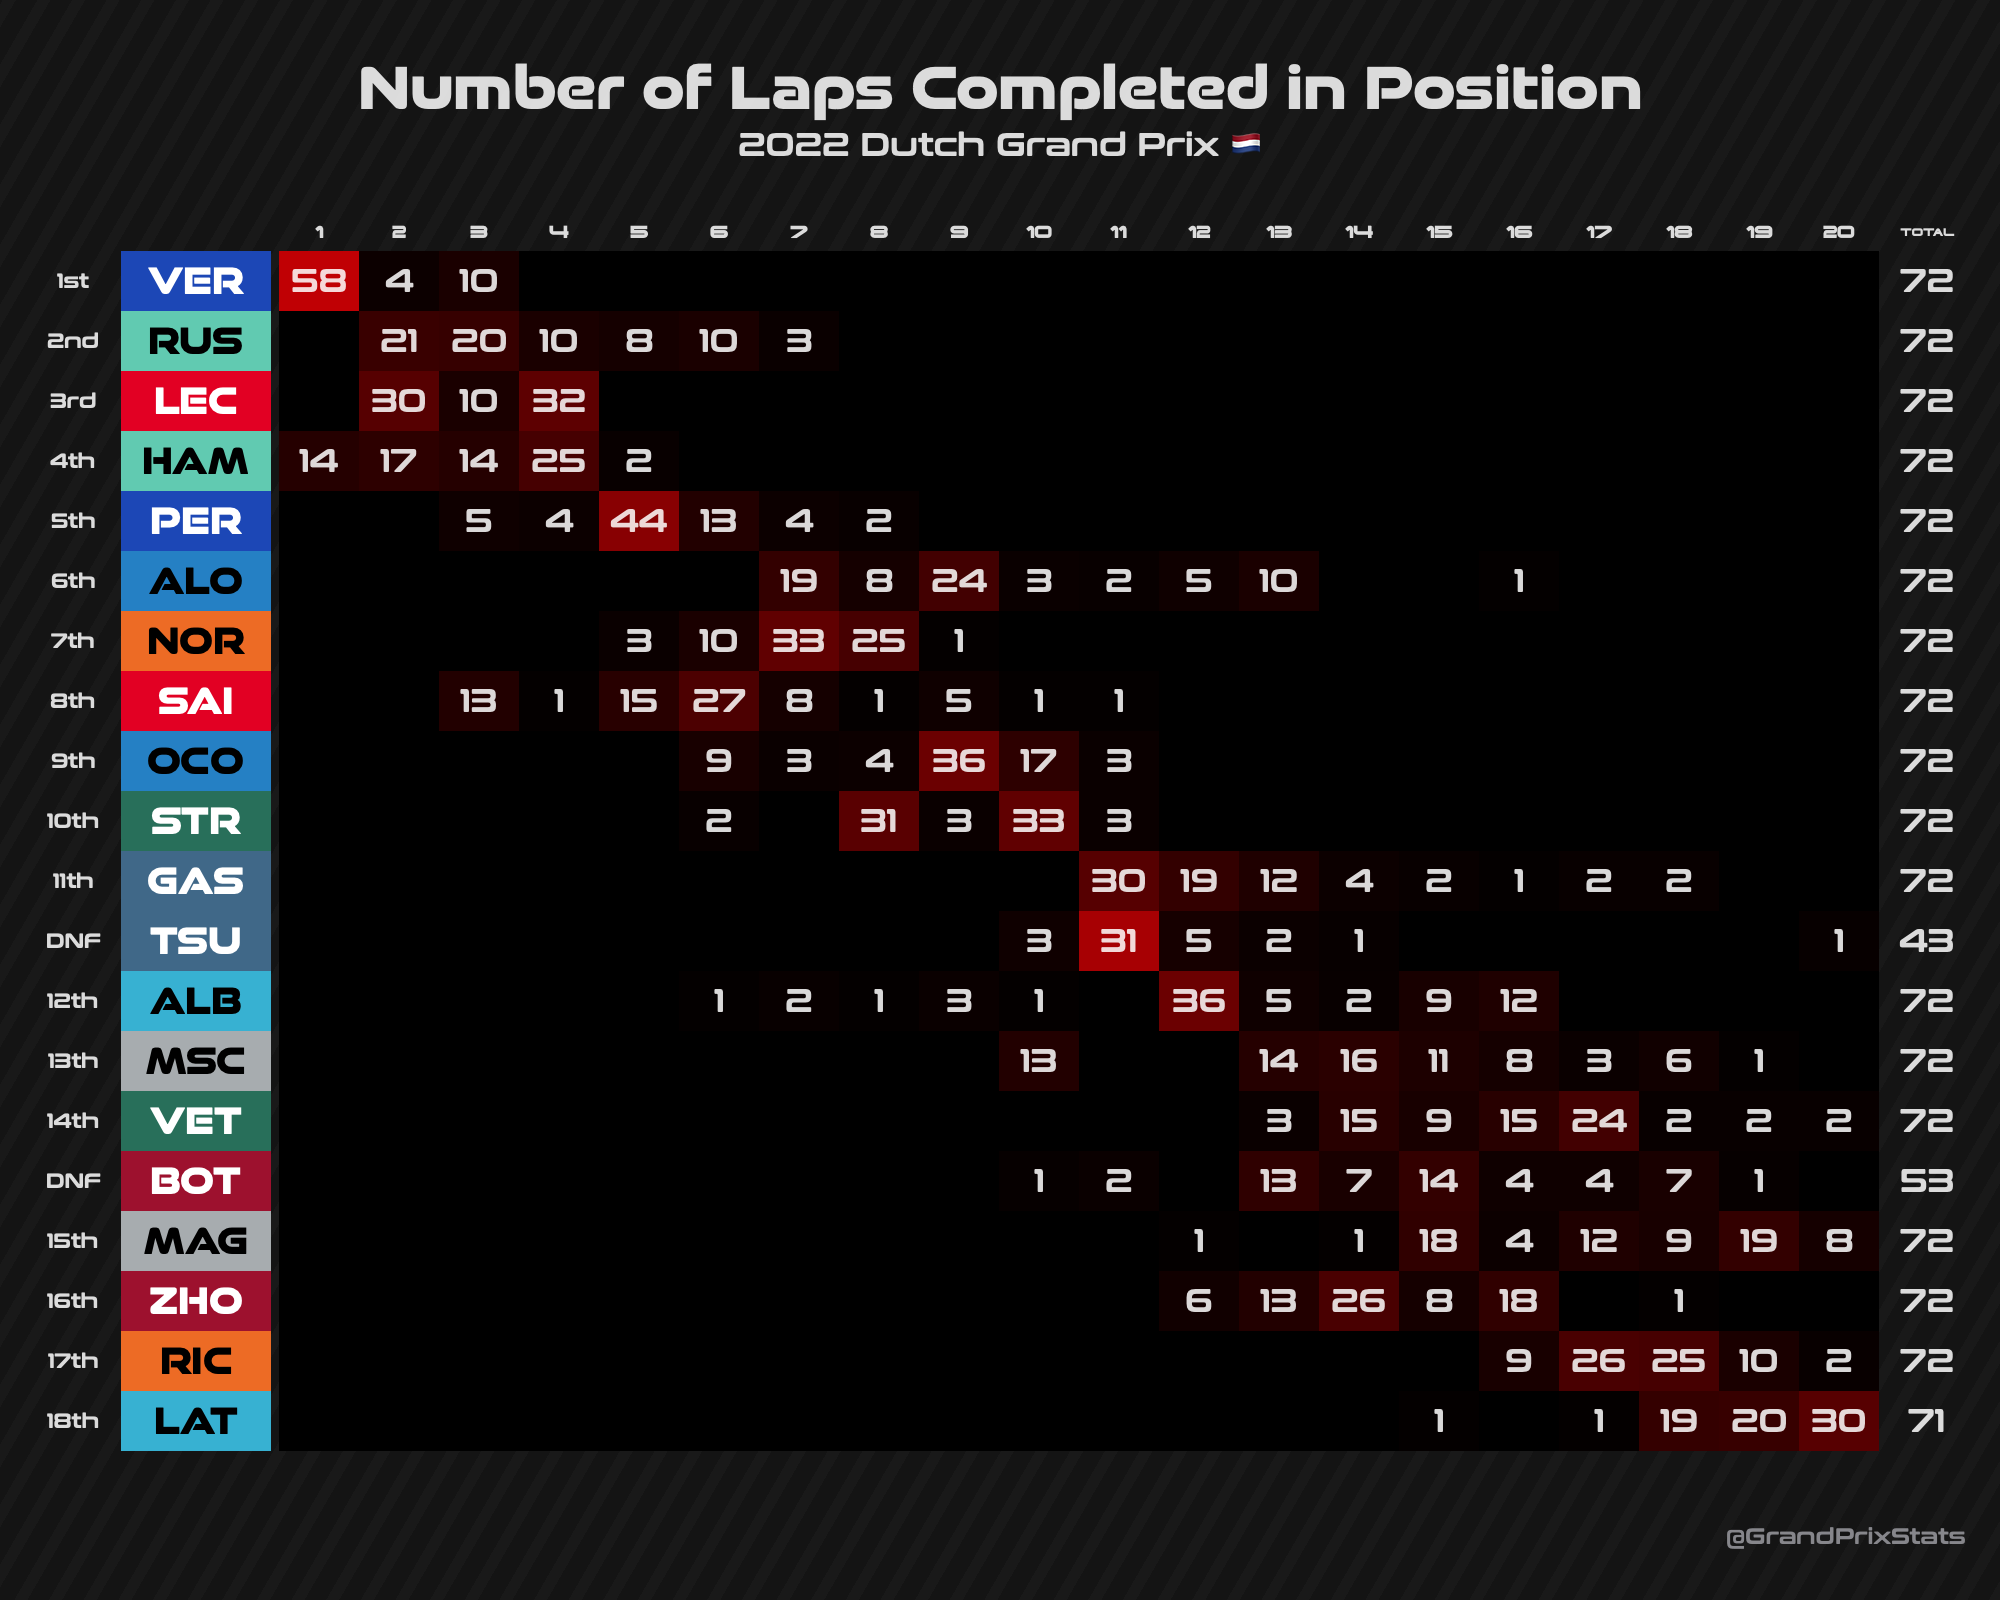 Number of Laps Completed in Position
2022 Dutch Grand Prix 🇳🇱
1 2 3 4 5 6 7 8 9 10 11 12 13 14 15 16 17 18 19 20 TOTAL
1st VER 58 4 10 72
2nd RUS 21 20 10 8 10 3 72
3rd LEC 30 10 32 72
4th HAM 14 17 14 25 2 72
5th PER 5 4 44 13 4 2 72
6th ALO 19 8 24 3 2 5 10 1 72
7th NOR 3 10 33 25 1 72
8th SAI 13 1 15 27 8 1 5 1 1 72
9th OCO 9 3 4 36 17 3 72
10th STR 2 31 3 33 3 72
11th GAS 30 19 12 4 2 1 2 2 72
DNF TSU 3 31 5 2 1 1 43
12th ALB 1 2 1 3 1 36 5 2 9 12 72
13th MSC 13 14 16 11 8 3 6 1 72
14th VET 3 15 9 15 24 2 2 2 72
DNF BOT 1 2 13 7 14 4 4 7 1 53
15th MAG 1 1 18 4 12 9 19 8 72
16th ZHO 6 13 26 8 18 1 72
17th RIC 9 26 25 10 2 72
18th LAT 1 1 19 20 30 71
@GrandPrixStats